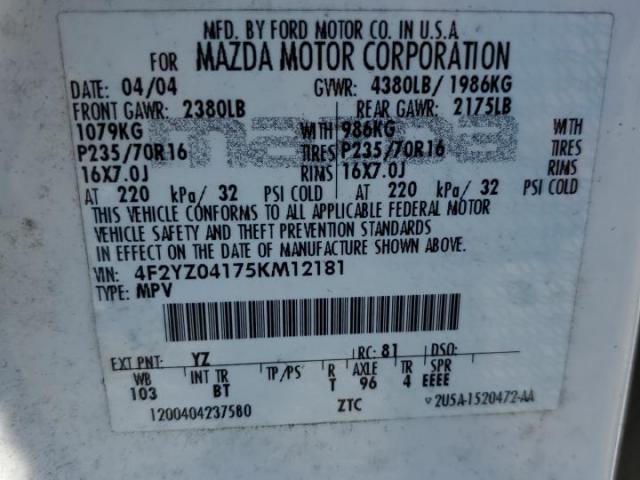 MFD. BY FORD MOTOR CO. IN U.S.A.
FOR MAZDA MOTOR CORPORATION
DATE: 04/04 GVWR: 4380LB/ 1986KG
FRONT GAWR: 2380LB REAR GAWR: 2175LB
1079KG WITH 986KG WITH
P235/70R16 TIRES P235/70R16 TIRES
16X7.0J RIMS 16X7.0J RIMS
AT 220 kPa/ 32 PSI COLD AT 220 kPa/ 32 PSI COLD
mazda
THIS VEHICLE CONFORMS TO ALL APPLICABLE FEDERAL MOTOR
VEHICLE SAFETY AND THEFT PREVENTION STANDARDS
IN EFFECT ON THE DATE OF MANUFACTURE SHOWN ABOVE.
VIN: 4F2YZ04175KM12181
TYPE: MPV
EXT PNT: YZ RC: 81 DSO:
WB INT TR TP/PS R AXLE TR SPR
103 BT T 96 4 EEEE
1200404237580 ZTC ▿2U5A-1520472-AA